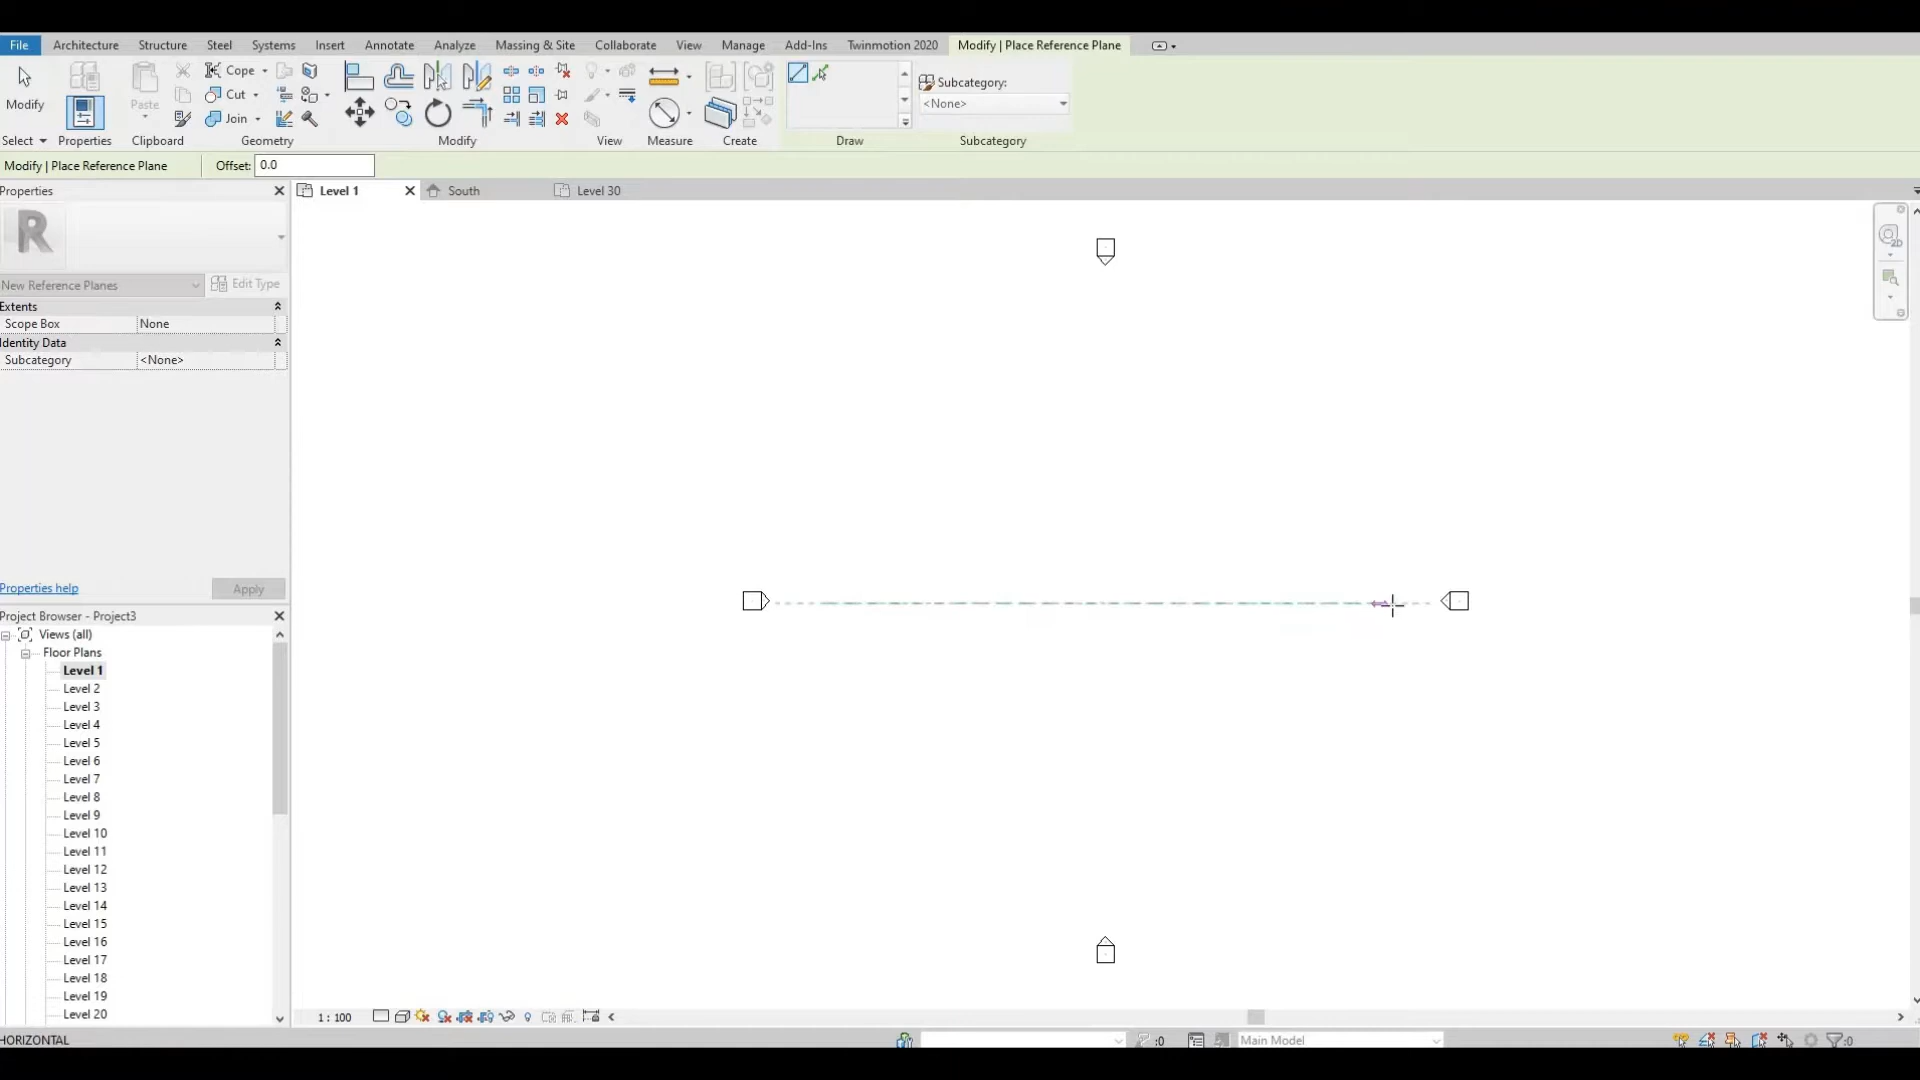 File Architecture Structure Steel Systems Insert Annotate Analyze Massing & Site Collaborate View Manage Add-Ins Twinmotion 2020 Modify | Place Reference Plane
Modify Paste Cope Cut Join Subcategory: <None>
Select Properties Clipboard Geometry Modify View Measure Create Draw Subcategory
Modify | Place Reference Plane Offset: 0.0
Properties Level 1 South Level 30
R
2D
New Reference Planes Edit Type
Extents
Scope Box None
Identity Data
Subcategory <None>
Properties help Apply
Project Browser - Project3
Views (all)
Floor Plans
Level 1
Level 2
Level 3
Level 4
Level 5
Level 6
Level 7
Level 8
Level 9
Level 10
Level 11
Level 12
Level 13
Level 14
Level 15
Level 16
Level 17
Level 18
Level 19
Level 20
1 : 100
HORIZONTAL :0 Main Model :0